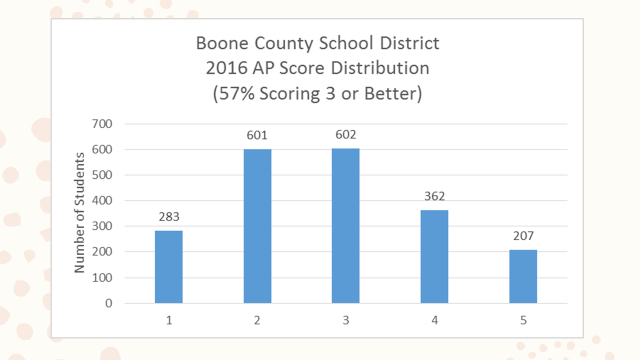 Boone County School District
2016 AP Score Distribution
(57% Scoring 3 or Better)
Number of Students
700
600
500
400
300
200
100
0
283
601
602
362
207
1 2 3 4 5